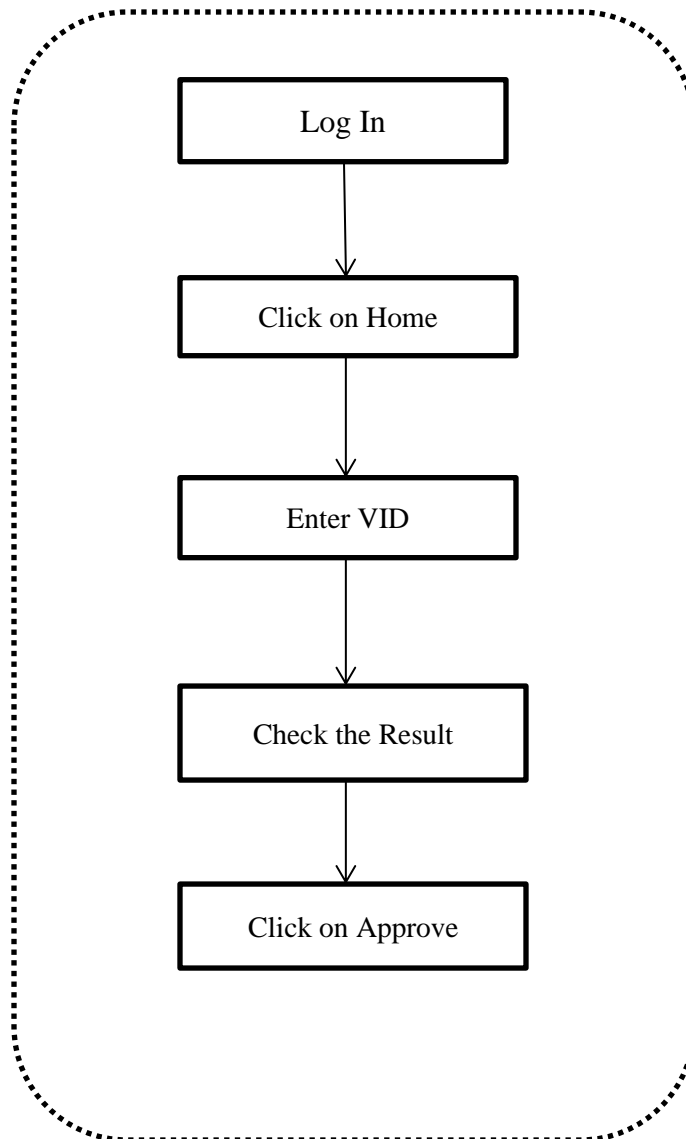 Log In
Click on Home
Enter VID
Check the Result
Click on Approve